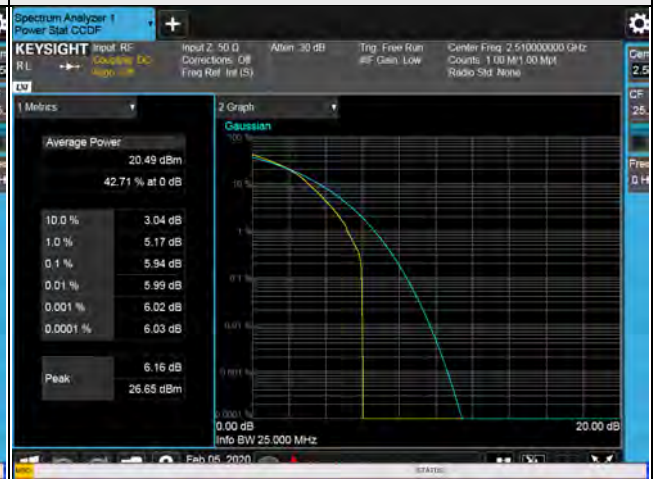 Spectrum Analyzer 1
Power Stat CCDF
+
KEYSIGHT Input: RF Input Z: 50 Ω Atten: 30 dB Trig: Free Run Center Freq: 2.510000000 GHz
RL Coupling: DC Corrections: Off #IF Gain: Low Counts: 1.00 M/1.00 Mpt
Align: Off Freq Ref: Int (S) Radio Std: None
LW
1 Metrics
2 Graph
Gaussian
Average Power
20.49 dBm
42.71 % at 0 dB
10.0 % 3.04 dB
1.0 % 5.17 dB
0.1 % 5.94 dB
0.01 % 5.99 dB
0.001 % 6.02 dB
0.0001 % 6.03 dB
Peak 6.16 dB
26.65 dBm
100 %
10 %
1 %
0.1 %
0.01 %
0.001 %
0.0001 %
0.00 dB 20.00 dB
Info BW 25.000 MHz
Feb 05, 2020
MSG STATUS